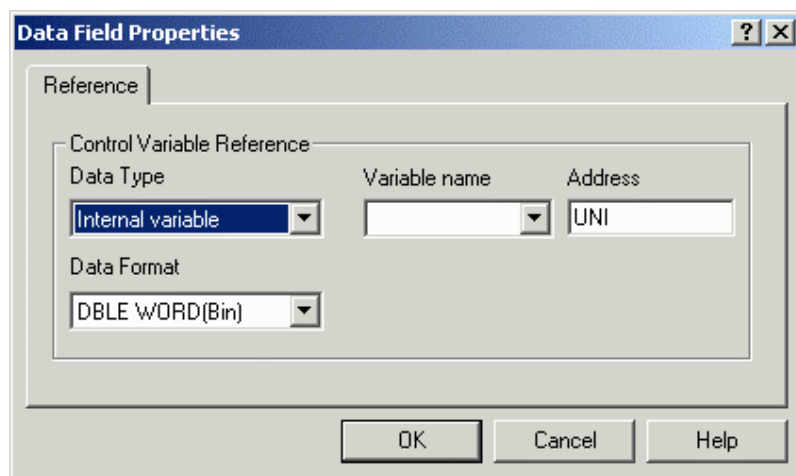 Data Field Properties
Reference
Control Variable Reference
Data Type Variable name Address
Internal variable UNI
Data Format
DBLE WORD(Bin)
OK Cancel Help